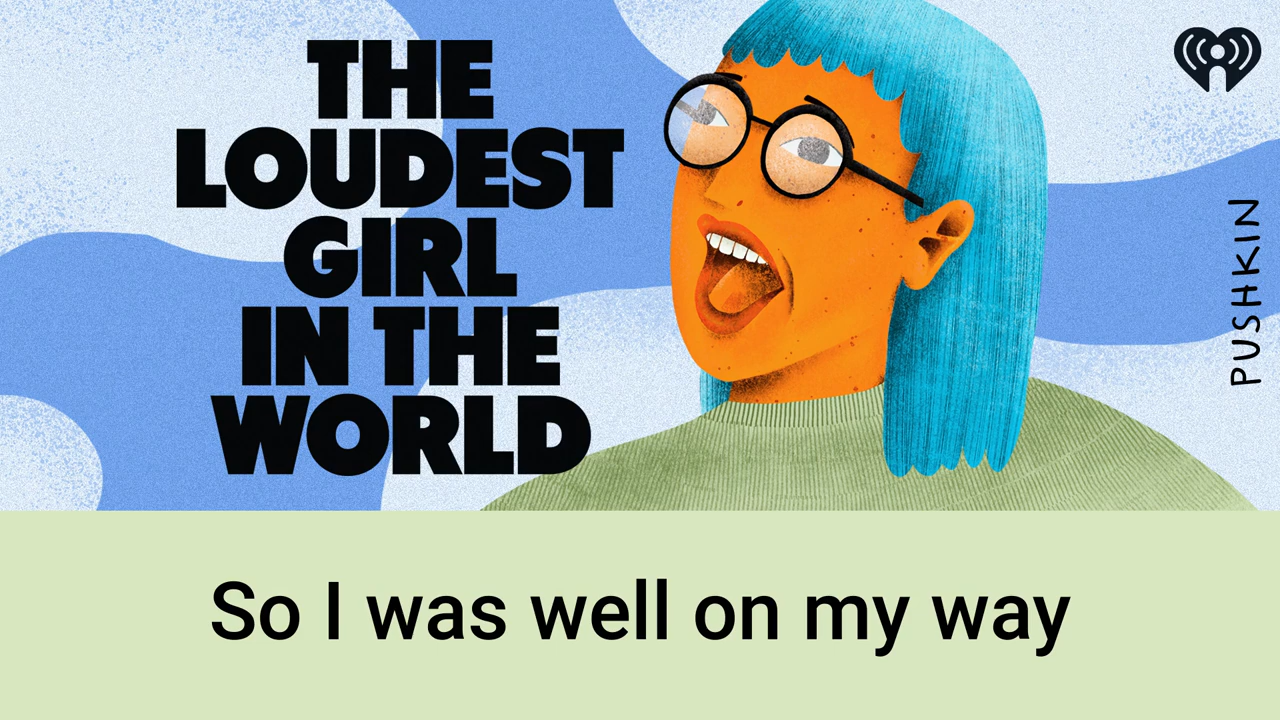 THE
LOUDEST
GIRL
IN THE
WORLD
PUSHKIN
So I was well on my way